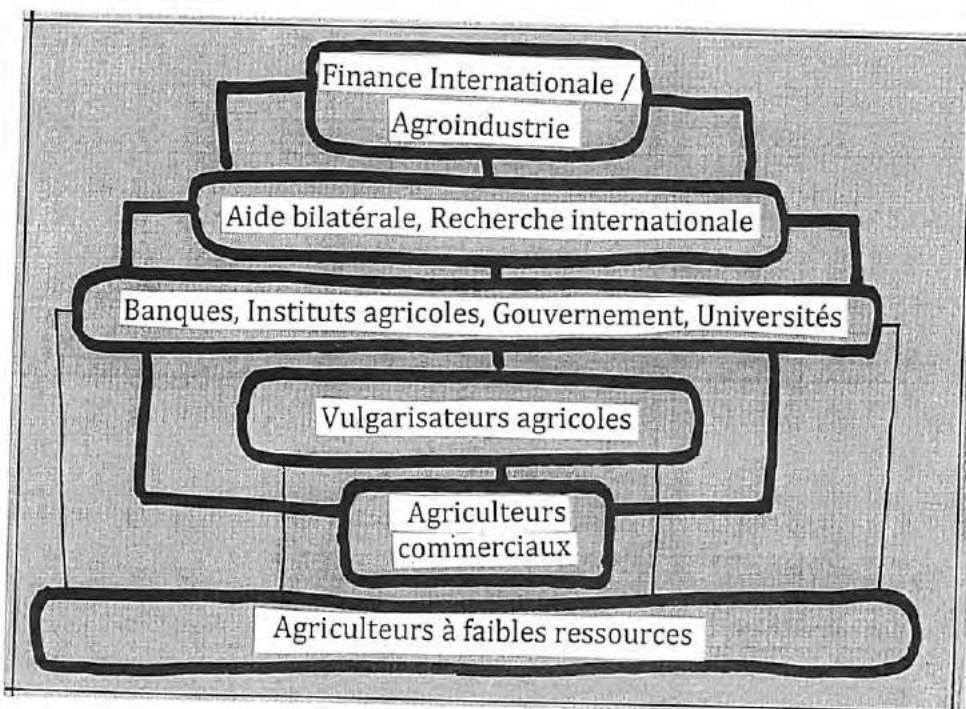 Finance Internationale /
Agroindustrie
Aide bilatérale, Recherche internationale
Banques, Instituts agricoles, Gouvernement, Universités
Vulgarisateurs agricoles
Agriculteurs
commerciaux
Agriculteurs à faibles ressources